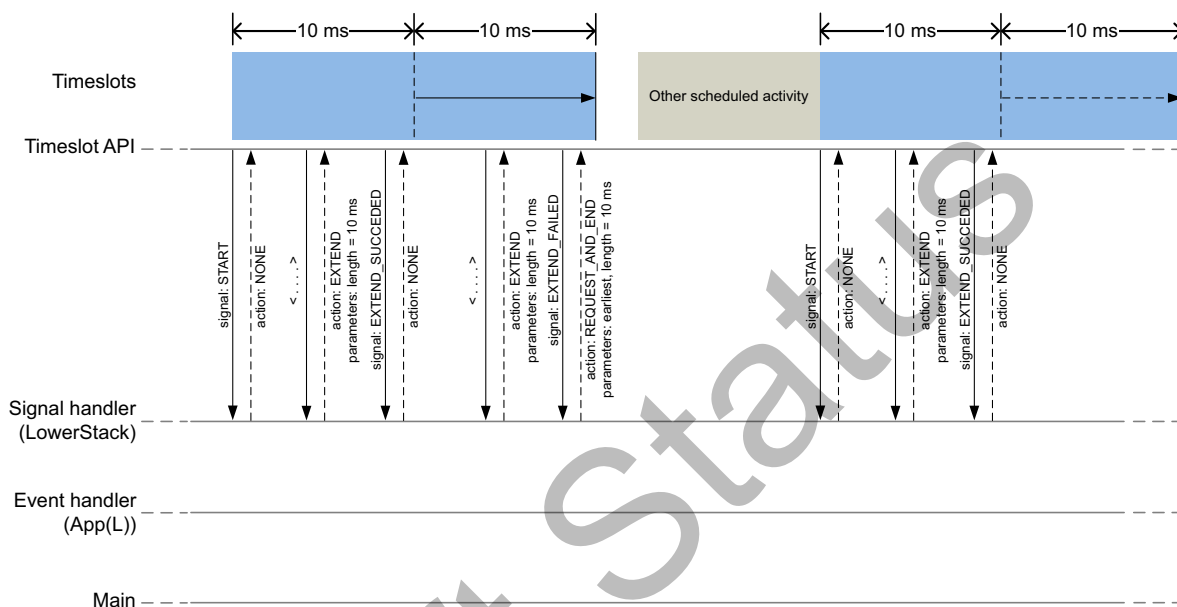 10 ms
10 ms
10 ms
10 ms
Timeslots
Other scheduled activity
Timeslot API
signal: START
action: NONE
< . . . . >
action: EXTEND
parameters: length = 10 ms
signal: EXTEND_SUCCEDED
action: NONE
< . . . . >
action: EXTEND
parameters: length = 10 ms
signal: EXTEND_FAILED
action: REQUEST_AND_END
parameters: earliest, length = 10 ms
signal: START
action: NONE
< . . . . >
action: EXTEND
parameters: length = 10 ms
signal: EXTEND_SUCCEDED
action: NONE
Signal handler
(LowerStack)
Event handler
(App(L))
Main
Status